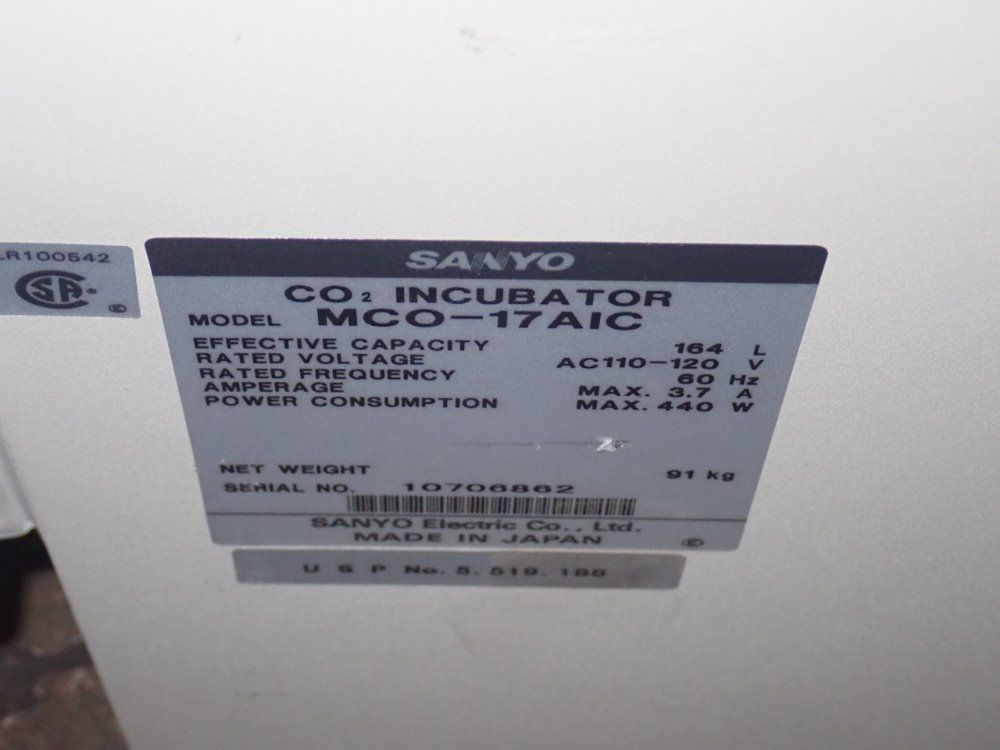 LR100542
SA
SANYO
CO2 INCUBATOR
MODEL MCO-17AIC
EFFECTIVE CAPACITY 164 L
RATED VOLTAGE AC110-120 V
RATED FREQUENCY 60 Hz
AMPERAGE MAX. 3.7 A
POWER CONSUMPTION MAX. 440 W
NET WEIGHT 91 kg
SERIAL NO. 10706862
SANYO Electric Co., Ltd.
MADE IN JAPAN
U S P No. 5,519,188